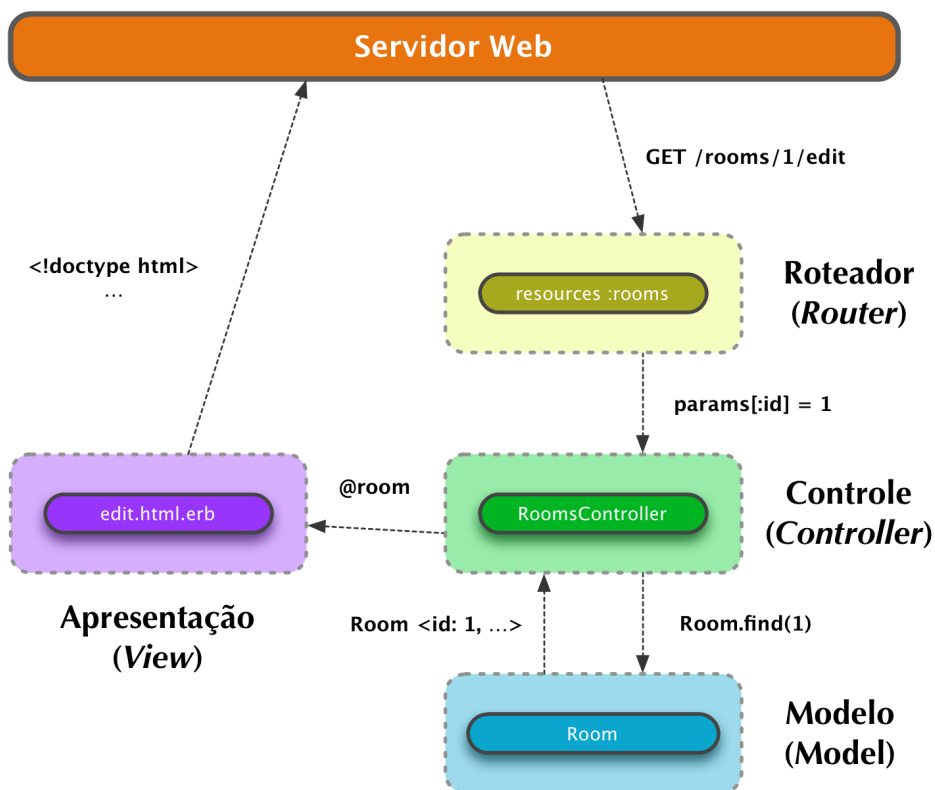 Servidor Web
GET /rooms/1/edit
<!doctype html>
...
resources :rooms
Roteador
(Router)
params[:id] = 1
@room
edit.html.erb
RoomsController
Controle
(Controller)
Apresentação
(View)
Room <id: 1, ...>
Room.find(1)
Room
Modelo
(Model)